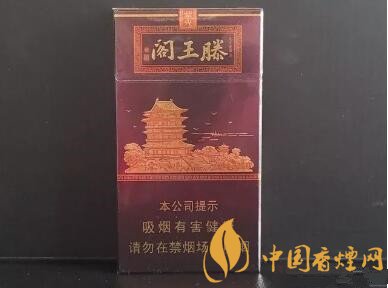 滕王阁
本公司提示
吸烟有害健
请勿在禁烟场 烟
中国香烟网